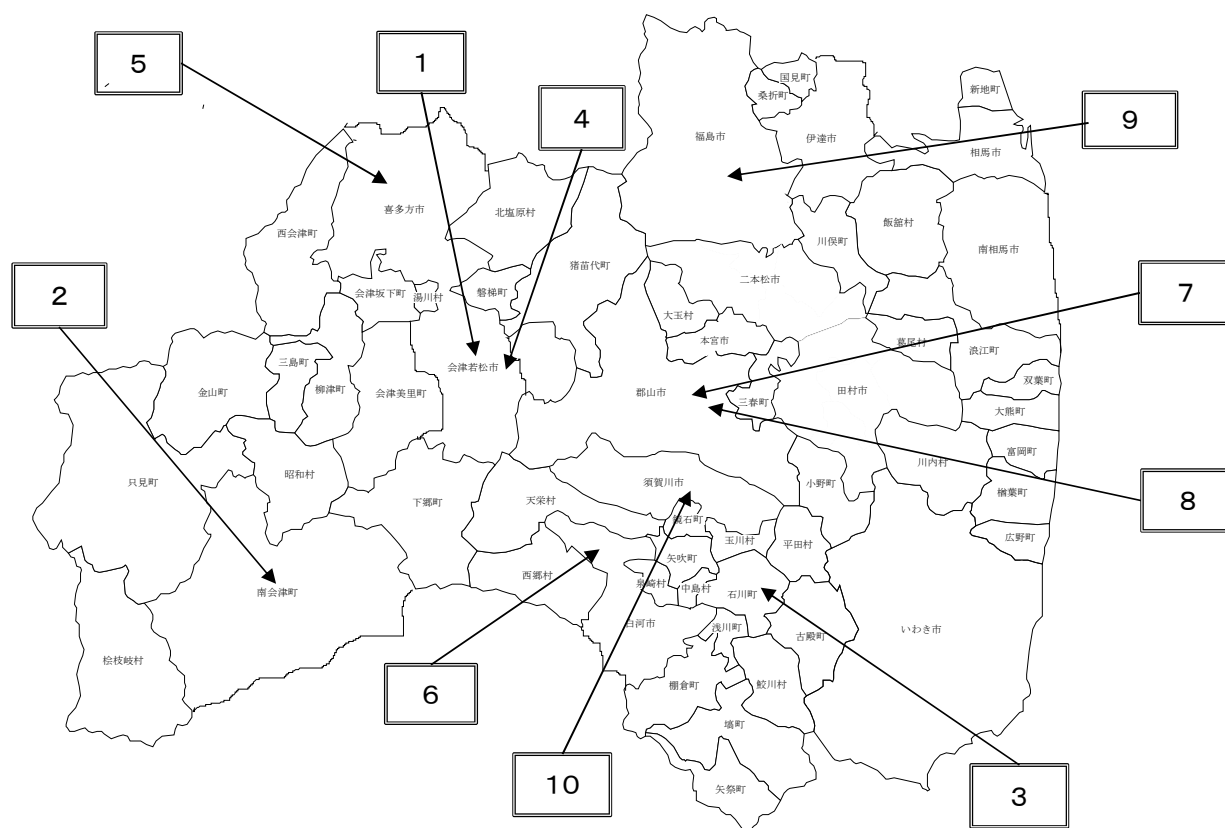 国見町
桑折町
新地町
5
1
4
9
福島市
伊達市
相馬市
喜多方市
北塩原村
西会津町
川俣町
飯舘村
南相馬市
猪苗代町
二本松市
2
会津坂下町
湯川村
磐梯町
7
大玉村
本宮市
葛尾村
浪江町
三島町
会津若松市
双葉町
金山町
柳津町
会津美里町
郡山市
三春町
田村市
大熊町
富岡町
川内村
昭和村
只見町
下郷町
天栄村
須賀川市
小野町
楢葉町
8
鏡石町
玉川村
平田村
広野町
矢吹町
西郷村
泉崎村
中島村
石川町
南会津町
白河市
浅川町
古殿町
いわき市
桧枝岐村
6
棚倉町
鮫川村
塙町
10
矢祭町
3